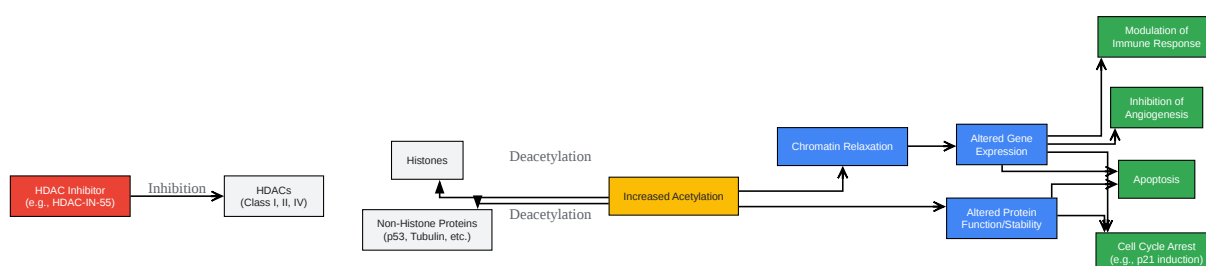 HDAC Inhibitor
(e.g., HDAC-IN-55)
Inhibition
HDACs
(Class I, II, IV)
Histones
Non-Histone Proteins
(p53, Tubulin, etc.)
Deacetylation
Deacetylation
Increased Acetylation
Chromatin Relaxation
Altered Gene
Expression
Altered Protein
Function/Stability
Modulation of
Immune Response
Inhibition of
Angiogenesis
Apoptosis
Cell Cycle Arrest
(e.g., p21 induction)